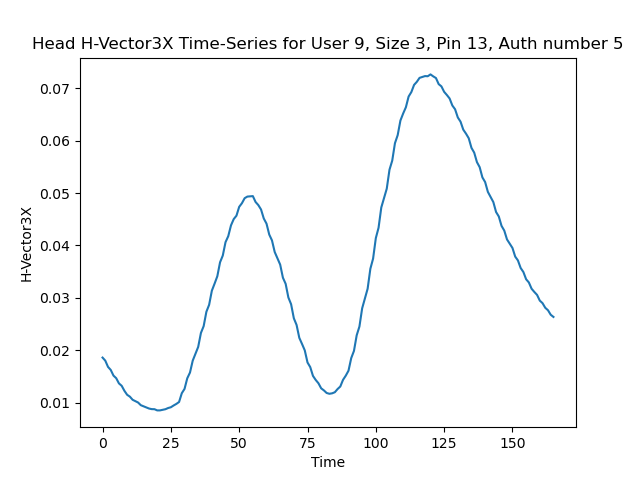 Head H-Vector3X Time-Series for User 9, Size 3, Pin 13, Auth number 5
0.07
0.06
0.05
0.04
0.03
0.02
0.01
H-Vector3X
0 25 50 75 100 125 150
Time